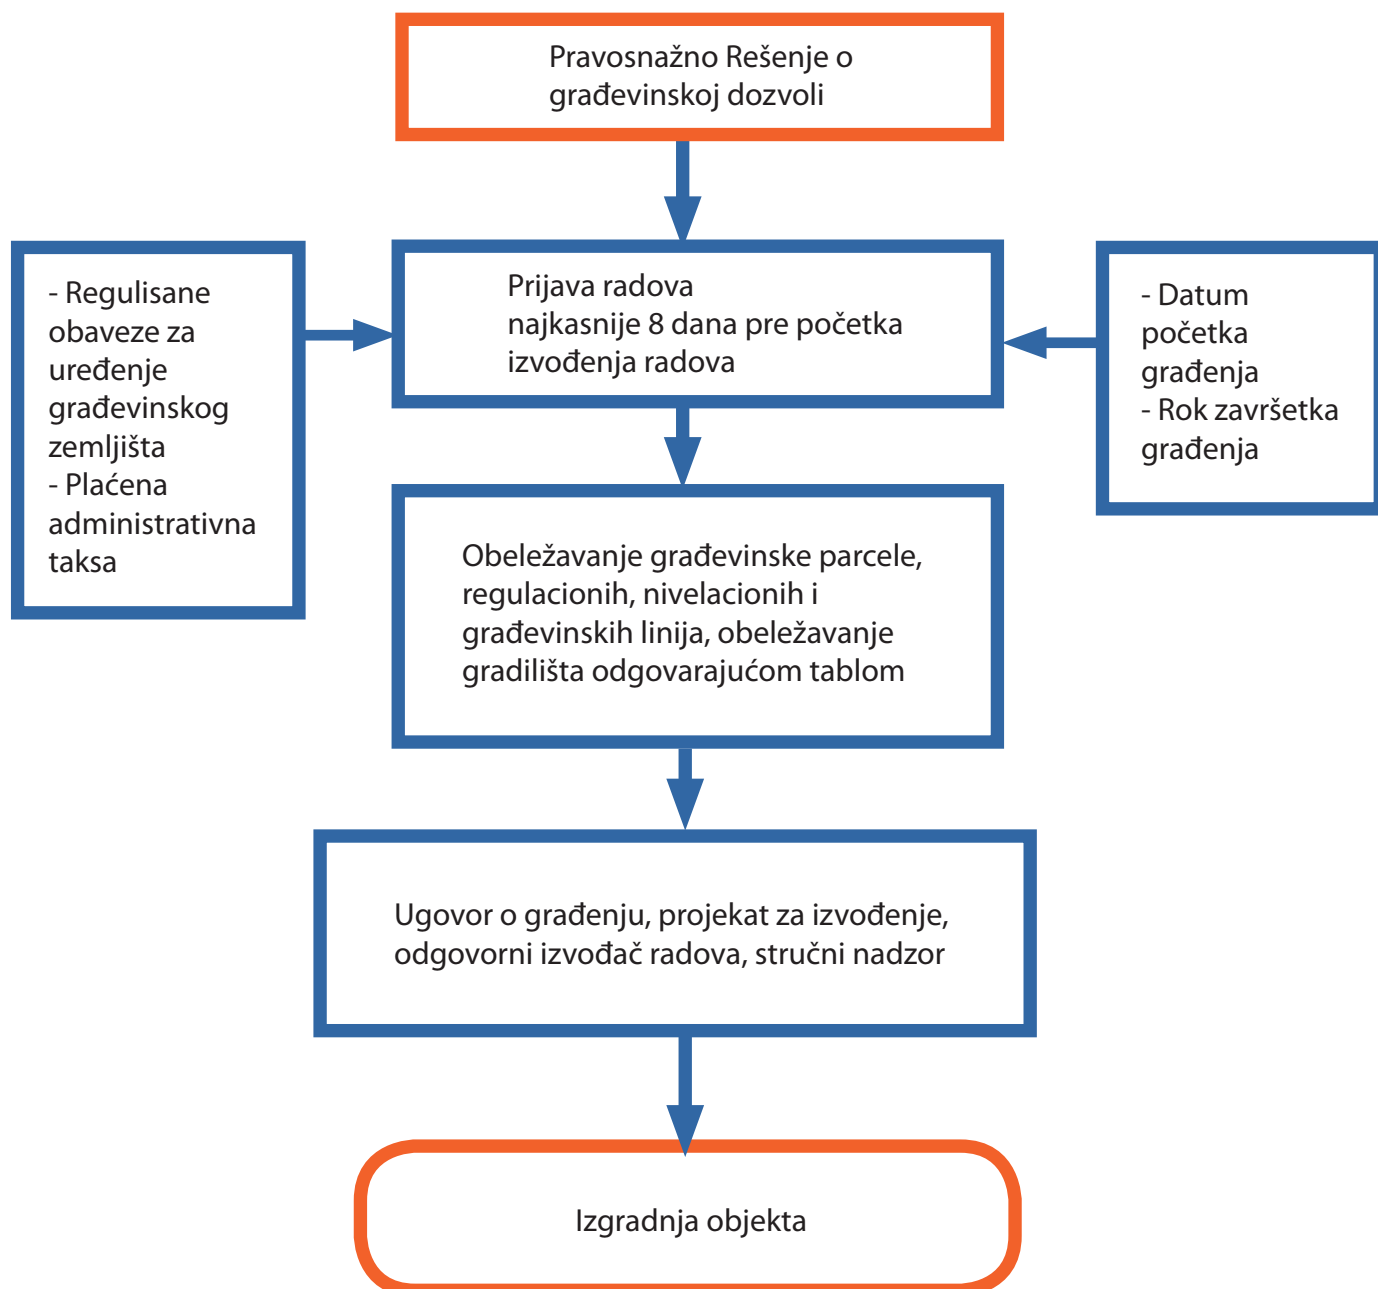 Pravosnažno Rešenje o
građevinskoj dozvoli
- Regulisane
obaveze za
uređenje
građevinskog
zemljišta
- Plaćena
administrativna
taksa
Prijava radova
najkasnije 8 dana pre početka
izvođenja radova
- Datum
početka
građenja
- Rok završetka
građenja
Obeležavanje građevinske parcele,
regulacionih, nivelacionih i
građevinskih linija, obeležavanje
gradilišta odgovarajućom tablom
Ugovor o građenju, projekat za izvođenje,
odgovorni izvođač radova, stručni nadzor
Izgradnja objekta